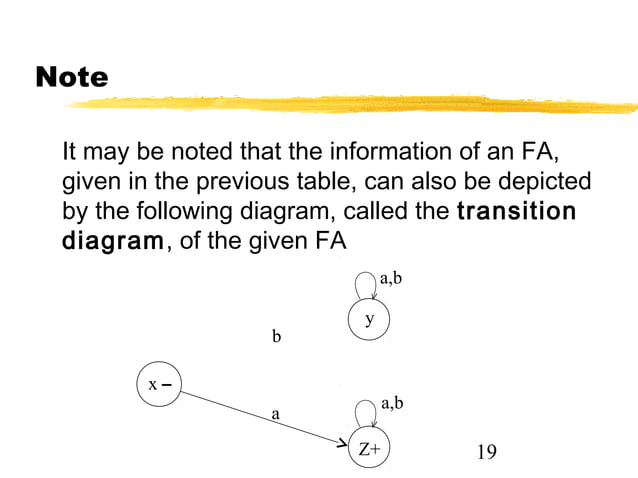 Note
It may be noted that the information of an FA,
given in the previous table, can also be depicted
by the following diagram, called the transition
diagram, of the given FA
a,b
y
b
x –
a
a,b
Z+
19